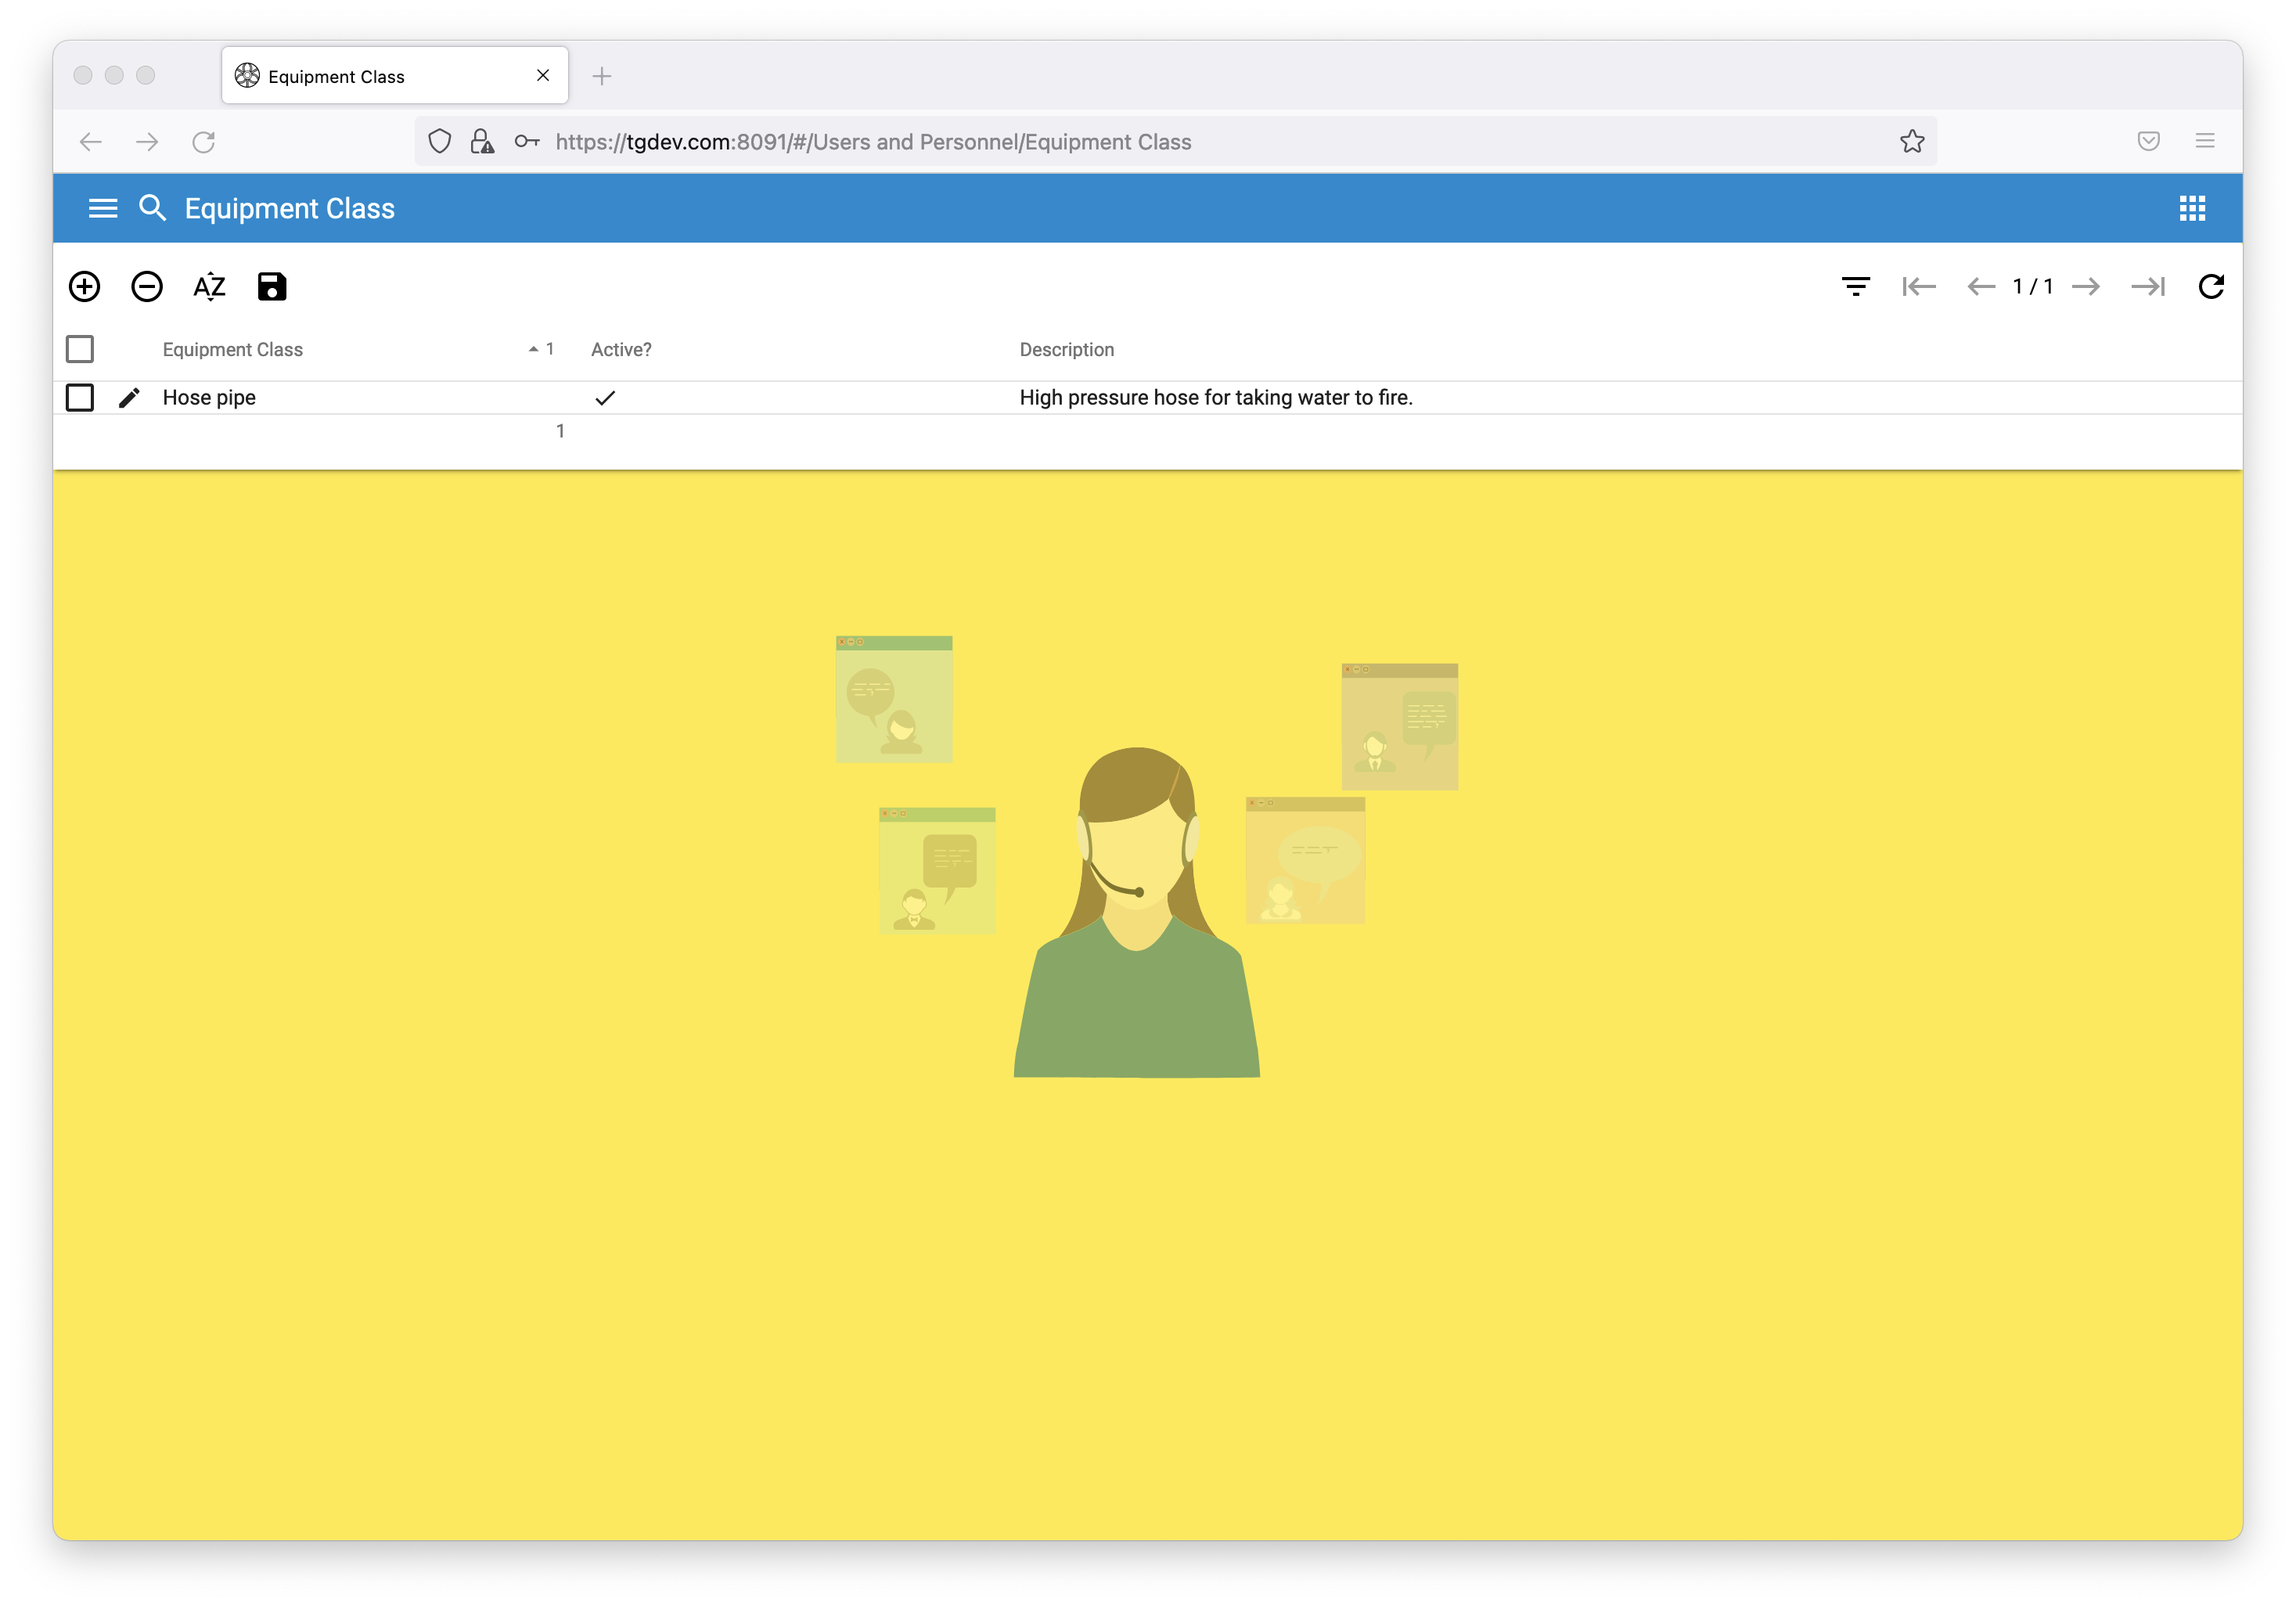 Equipment Class
https://tgdev.com:8091/#/Users and Personnel/Equipment Class
Equipment Class
AZ
1 / 1
Equipment Class 1 Active? Description
Hose pipe High pressure hose for taking water to fire.
1